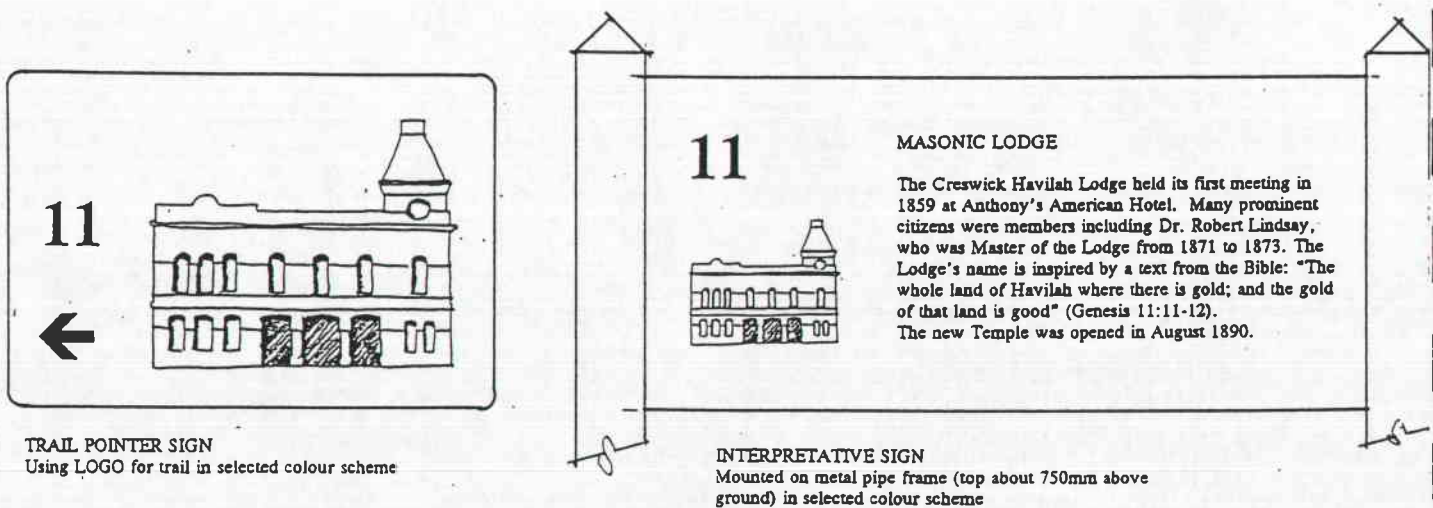 11
TRAIL POINTER SIGN
Using LOGO for trail in selected colour scheme
11
MASONIC LODGE
The Creswick Havilah Lodge held its first meeting in
1859 at Anthony's American Hotel. Many prominent
citizens were members including Dr. Robert Lindsay,
who was Master of the Lodge from 1871 to 1873. The
Lodge's name is inspired by a text from the Bible: "The
whole land of Havilah where there is gold; and the gold
of that land is good" (Genesis 11:11-12).
The new Temple was opened in August 1890.
INTERPRETATIVE SIGN
Mounted on metal pipe frame (top about 750mm above
ground) in selected colour scheme